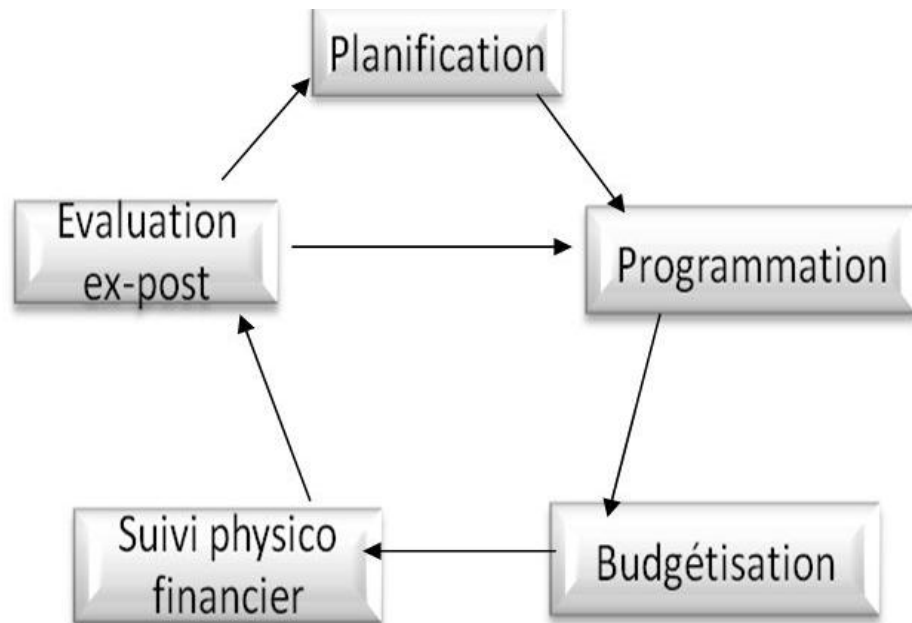 Planification
Evaluation
ex-post
Programmation
Suivi physico
financier
Budgétisation